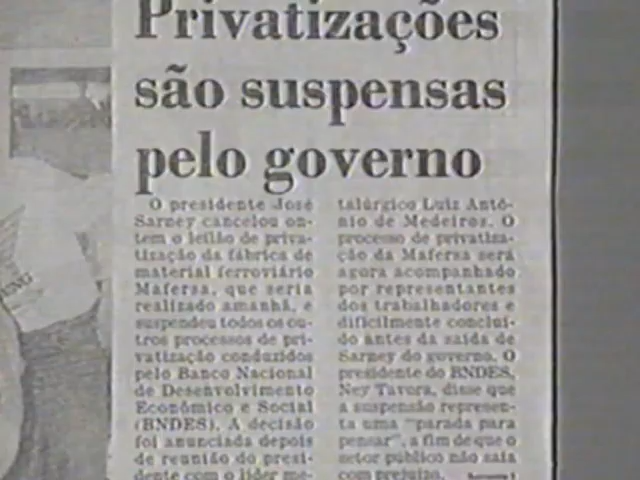 Privatizações
são suspensas
pelo governo
O presidente José
Sarney cancelou on-
tem o leilão de priva-
tização da fábrica de
material ferroviário
Mafersa, que seria
realizado amanhã, e
suspendeu todos os ou-
tros processos de pri-
vatização conduzidos
pelo Banco Nacional
de Desenvolvimento
Econômico e Social
(BNDES). A decisão
foi anunciada depois
de reunião do presi-
dente com o líder me-
talúrgico Luiz Antô-
nio de Medeiros. O
processo de privatiza-
ção da Mafersa será
agora acompanhado
por representantes
dos trabalhadores e
dificilmente concluí-
do antes da saída de
Sarney do governo. O
presidente do BNDES,
Ney Tavora, disse que
a suspensão represen-
ta uma "parada para
pensar", a fim de que o
setor público não saia
com prejuízo.